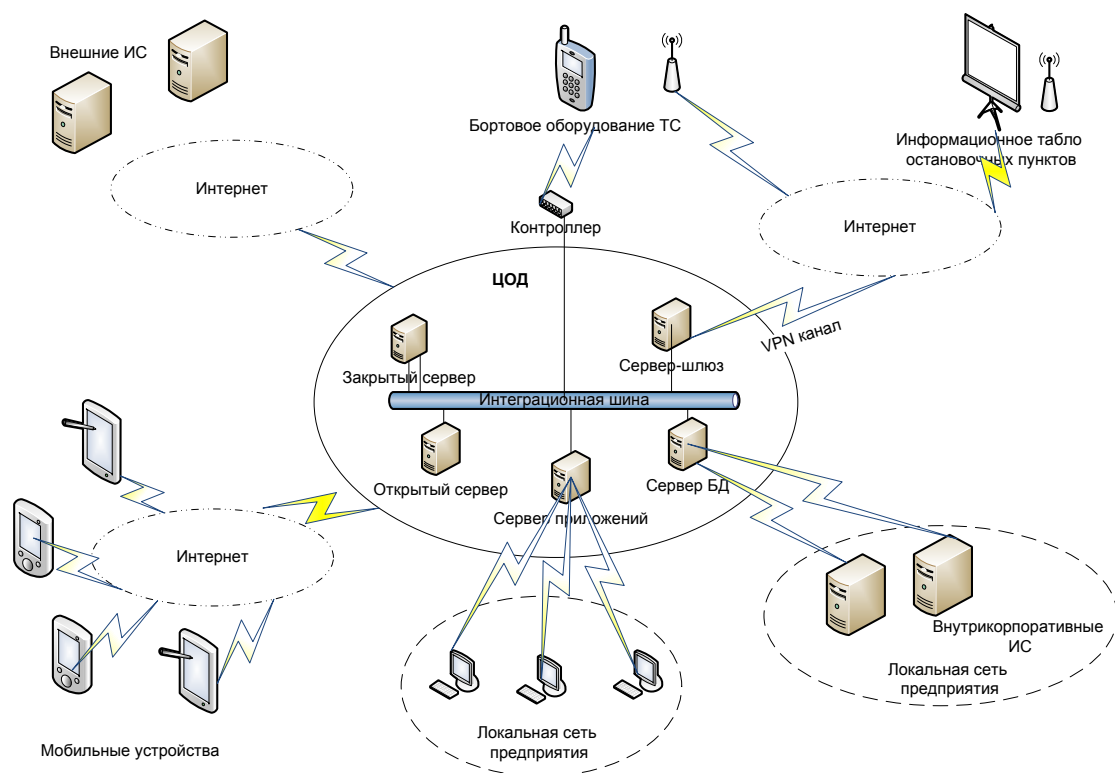 Внешние ИС
Бортовое оборудование ТС
Информационное табло
остановочных пунктов
Интернет
Интернет
Контроллер
ЦОД
VPN канал
Закрытый сервер
Сервер-шлюз
Интеграционная шина
Открытый сервер
Сервер БД
Сервер приложений
Интернет
Внутрикорпоративные
ИС
Локальная сеть
предприятия
Локальная сеть
предприятия
Мобильные устройства